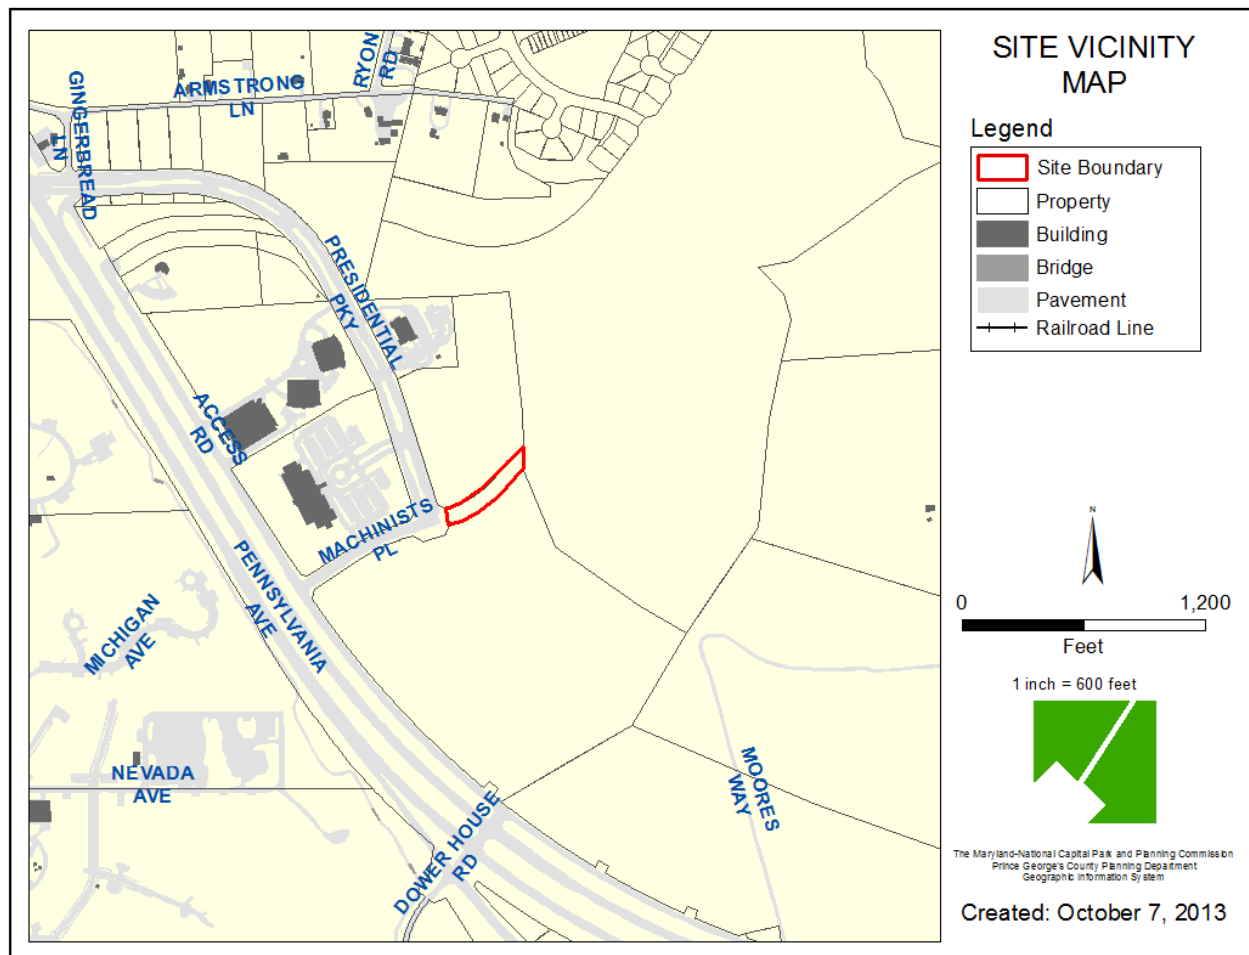 SITE VICINITY
MAP
Legend
Site Boundary
Property
Building
Bridge
Pavement
Railroad Line
N
0 1,200
Feet
1 inch = 600 feet
The Maryland-National Capital Park and Planning Commission
Prince George's County Planning Department
Geographic Information System
Created: October 7, 2013
GINGERBREAD
LN
ARMSTRONG
LN
RYON
RD
PRESIDENTIAL
PKY
ACCESS
RD
MACHINISTS
PL
PENNSYLVANIA
AVE
MICHIGAN
AVE
NEVADA
AVE
DOWER HOUSE
RD
MOORES
WAY